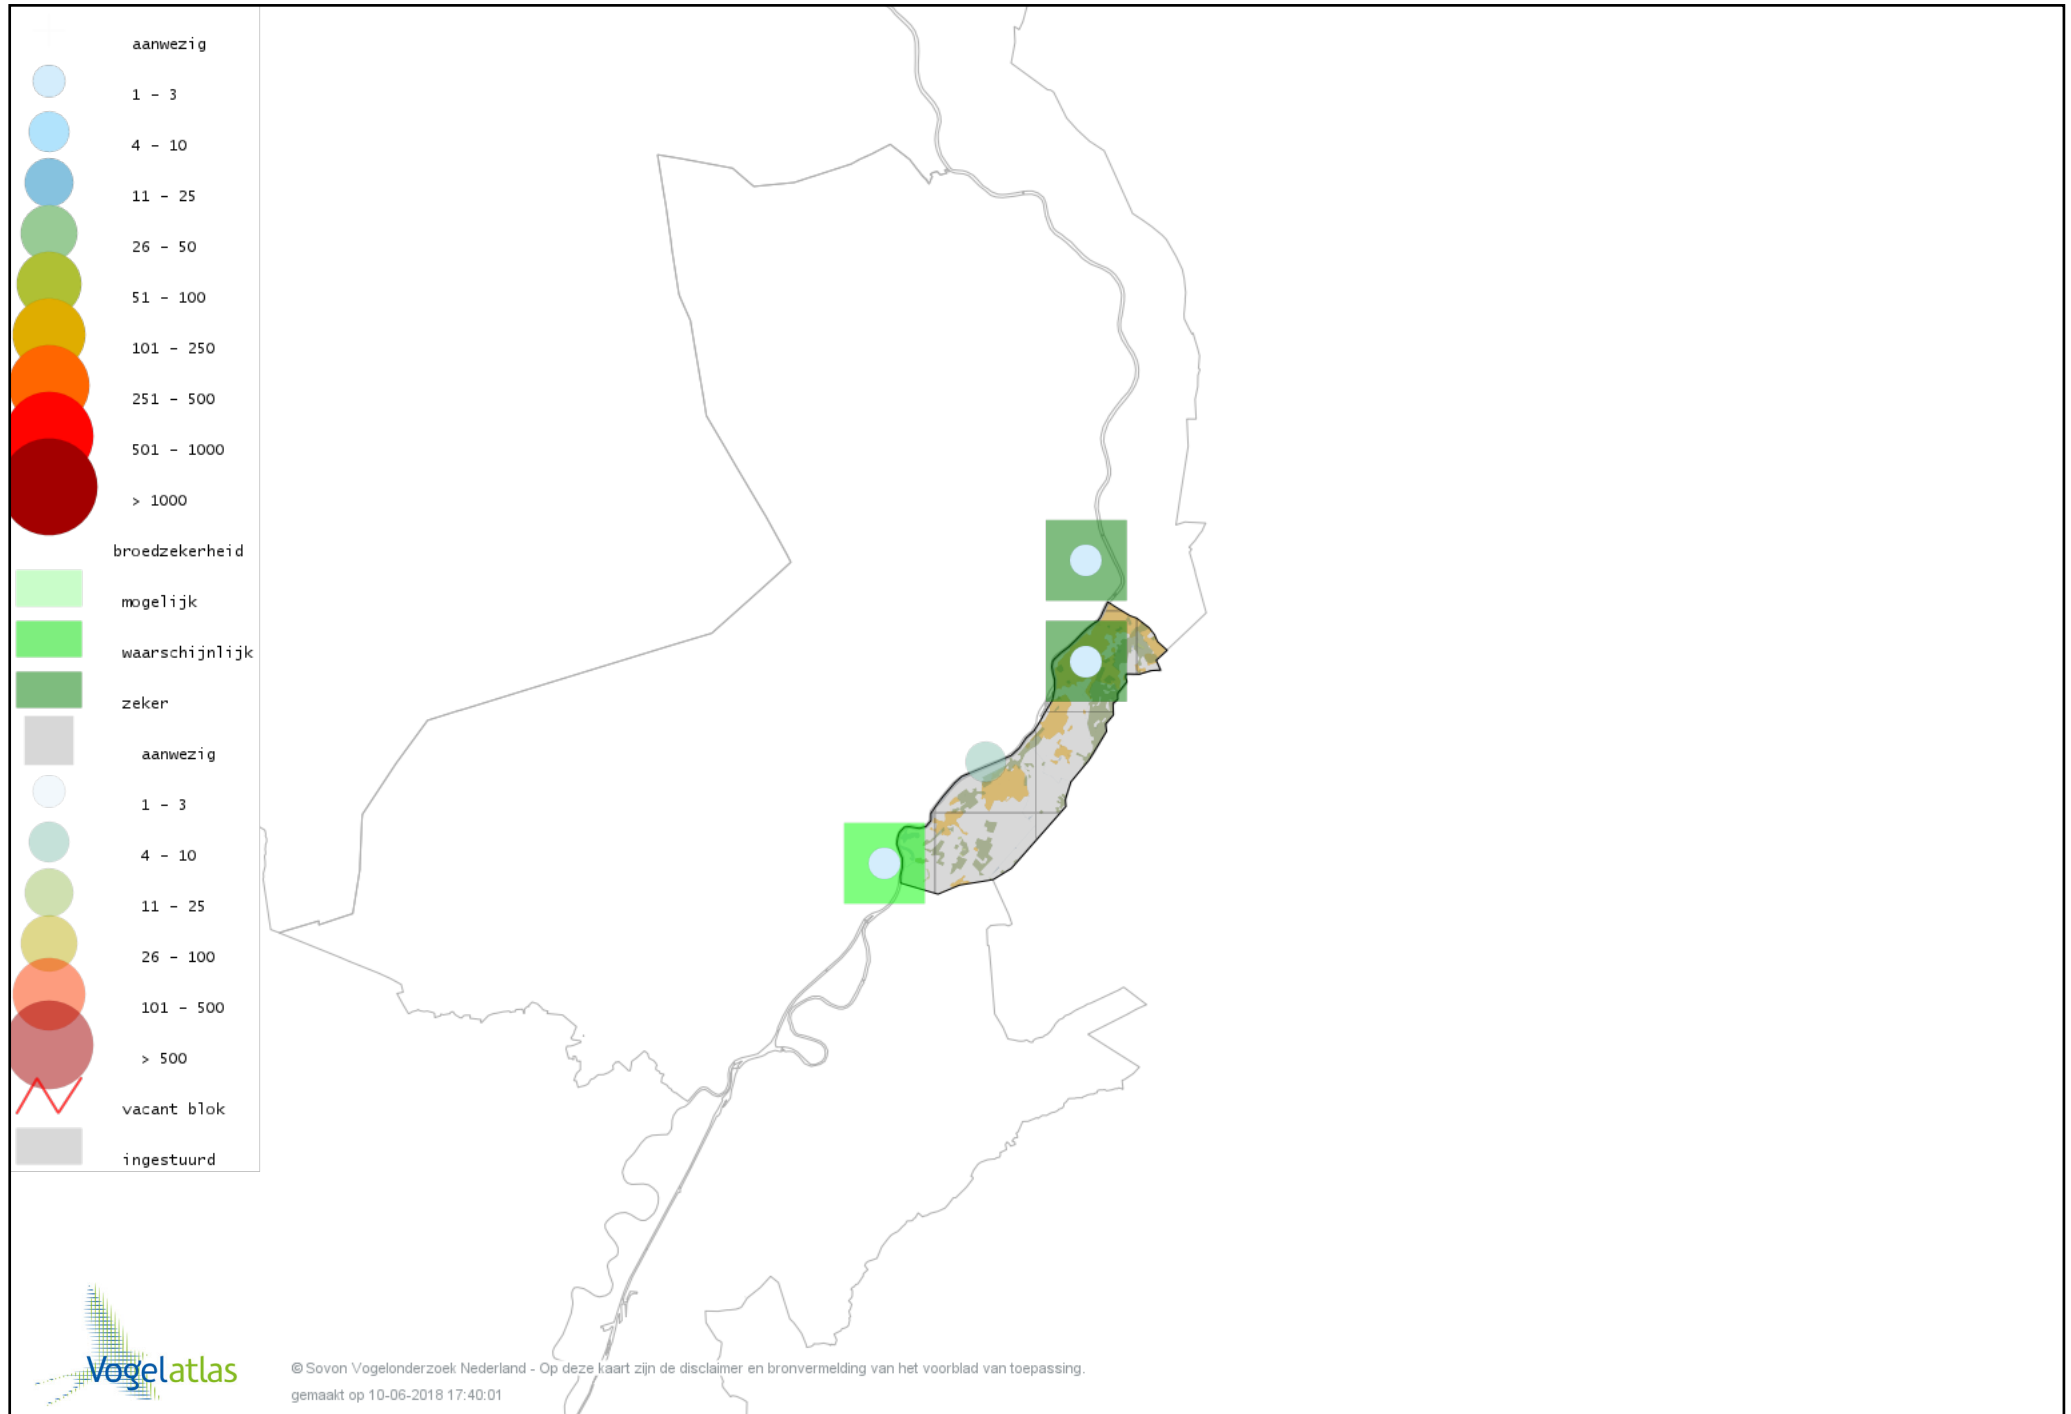 aanwezig
1 - 3
4 - 10
11 - 25
26 - 50
51 - 100
101 - 250
251 - 500
501 - 1000
> 1000
broedzekerheid
mogelijk
waarschijnlijk
zeker
aanwezig
1 - 3
4 - 10
11 - 25
26 - 100
101 - 500
> 500
vacant blok
ingestuurd
Vogelatlas
© Sovon Vogelonderzoek Nederland - Op deze kaart zijn de disclaimer en bronvermelding van het voorblad van toepassing.
gemaakt op 10-06-2018 17:40:01